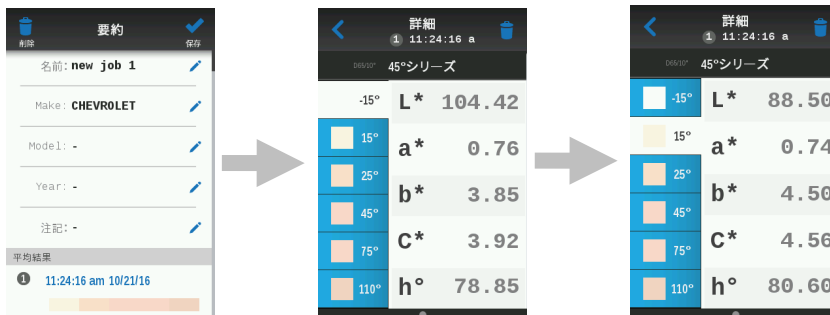 要約
削除
保存
名前: new job 1
Make: CHEVROLET
Model: -
Year: -
注記: -
平均結果
1 11:24:16 am 10/21/16
詳細
1 11:24:16 a
D65/10° 45°シリーズ
-15° L* 104.42
15° a* 0.76
25° b* 3.85
45° C* 3.92
75° h° 78.85
110°
詳細
1 11:24:16 a
D65/10° 45°シリーズ
-15° L* 88.50
15° a* 0.74
25° b* 4.50
45° C* 4.56
75° h° 80.60
110°